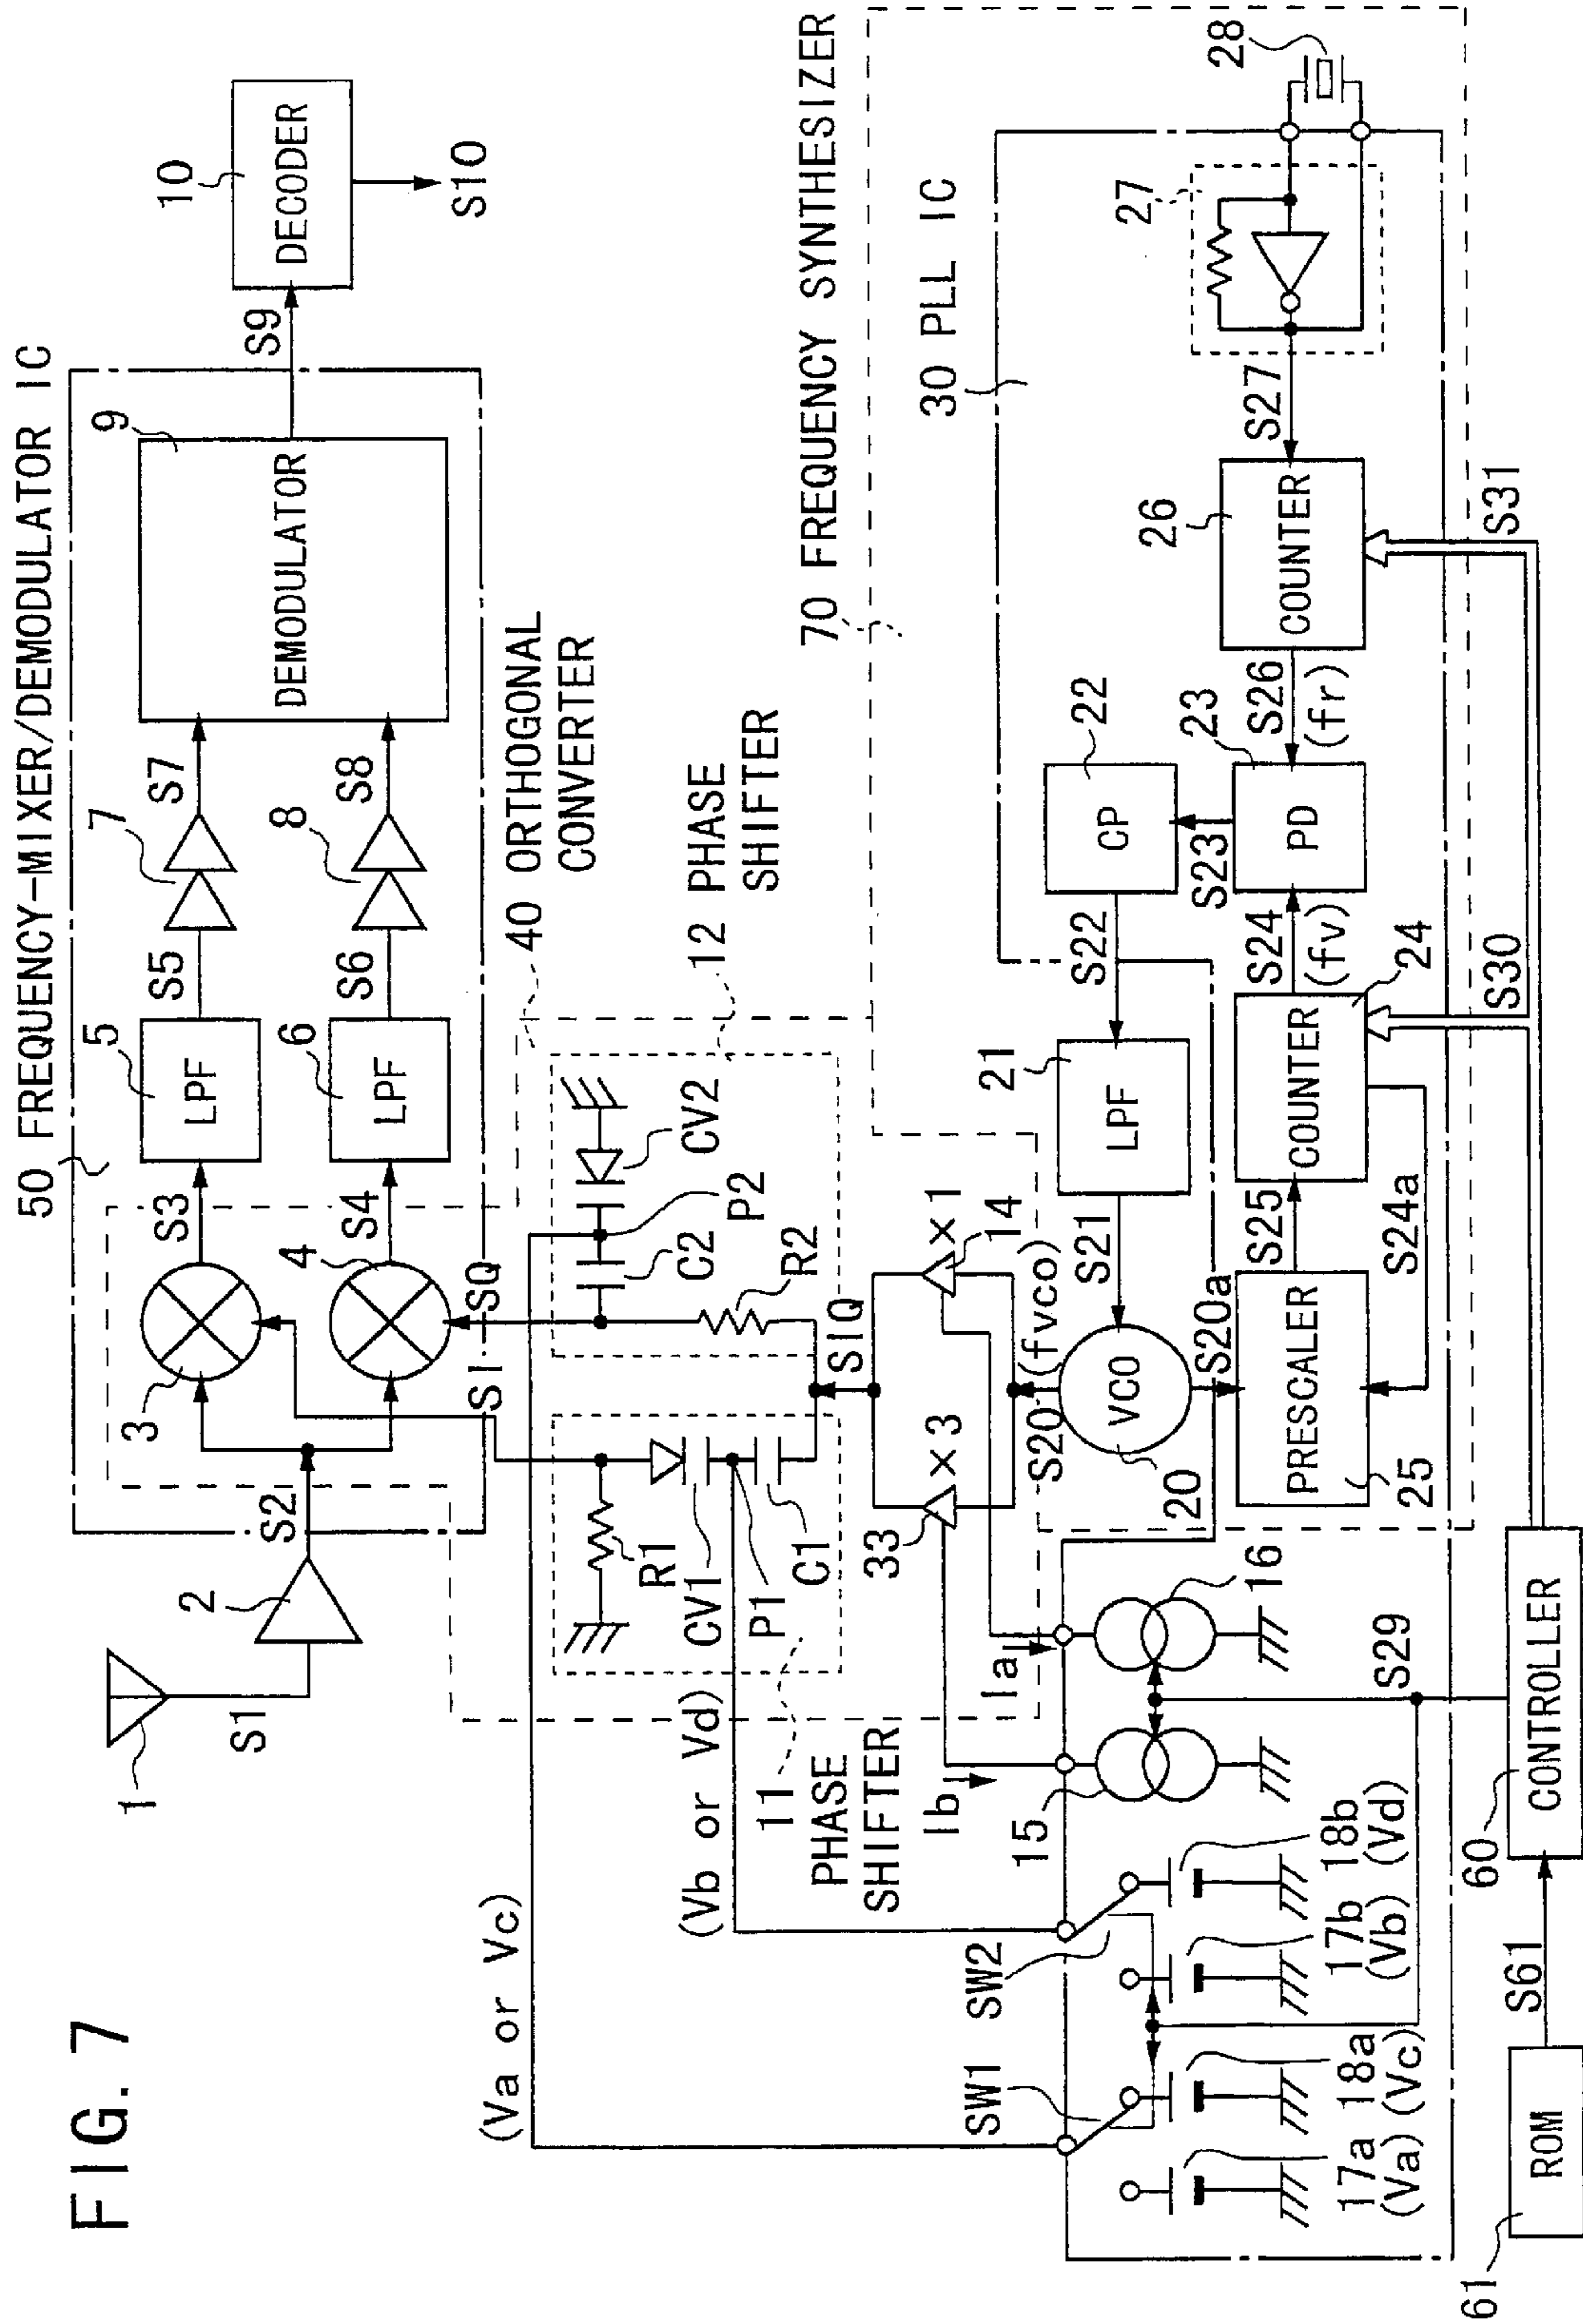 FIG. 7
50 FREQUENCY-MIXER/DEMODULATOR IC
1
S1
2
S2
3
4
S3
S4
5
LPF
6
LPF
S5
S6
7
8
S7
S8
9
DEMODULATOR
S9
10
DECODER
S10
SI
SQ
40 ORTHOGONAL
CONVERTER
12 PHASE
SHIFTER
CV2
P2
C2
R2
R1
CV1
P1
C1
11
PHASE
SHIFTER
(Va or Vc)
(Vb or Vd)
SIQ
33
×3
×1
14
Ib
Ia
S20
(fvco)
VCO
20
S20a
S21
21
LPF
S22
22
CP
S23
23
PD
70 FREQUENCY SYNTHESIZER
30 PLL IC
PRESCALER
25
S25
S24a
COUNTER
24
S24
(fv)
S26
(fr)
26
COUNTER
S27
27
28
15
16
S29
SW1
SW2
17a
(Va)
18a
(Vc)
17b
(Vb)
18b
(Vd)
61
ROM
S61
60
CONTROLLER
S30
S31